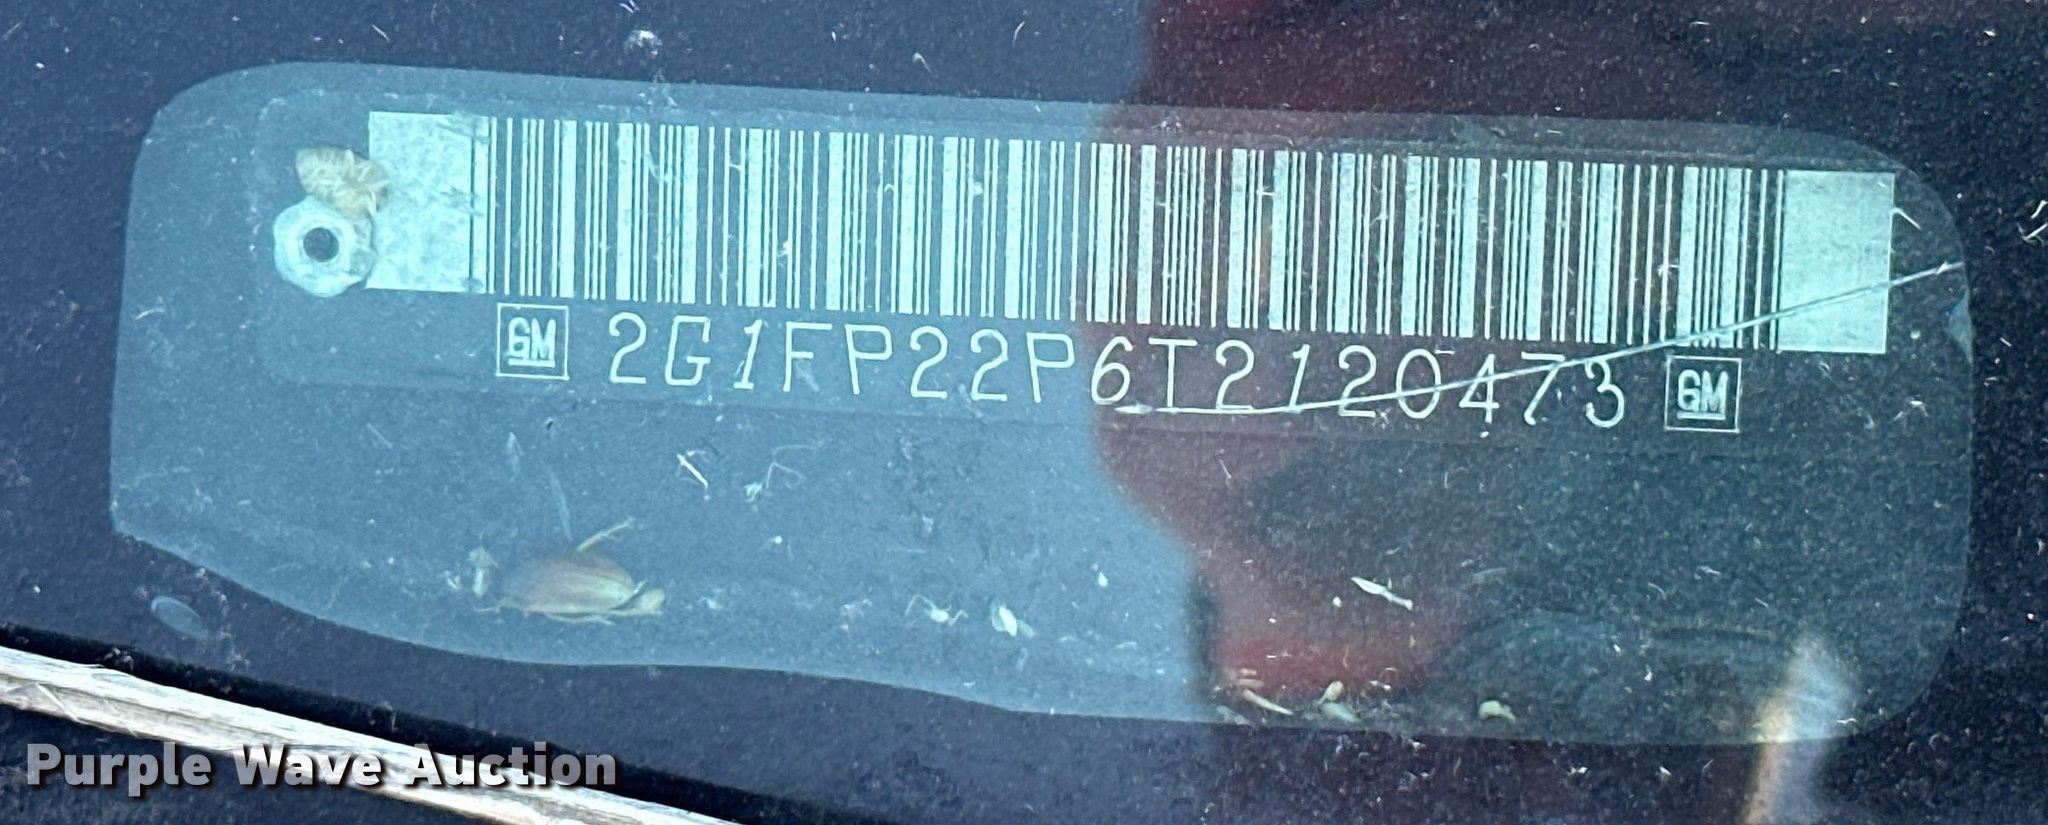 GM 2G1FP22P6T2120473 GM
Purple Wave Auction